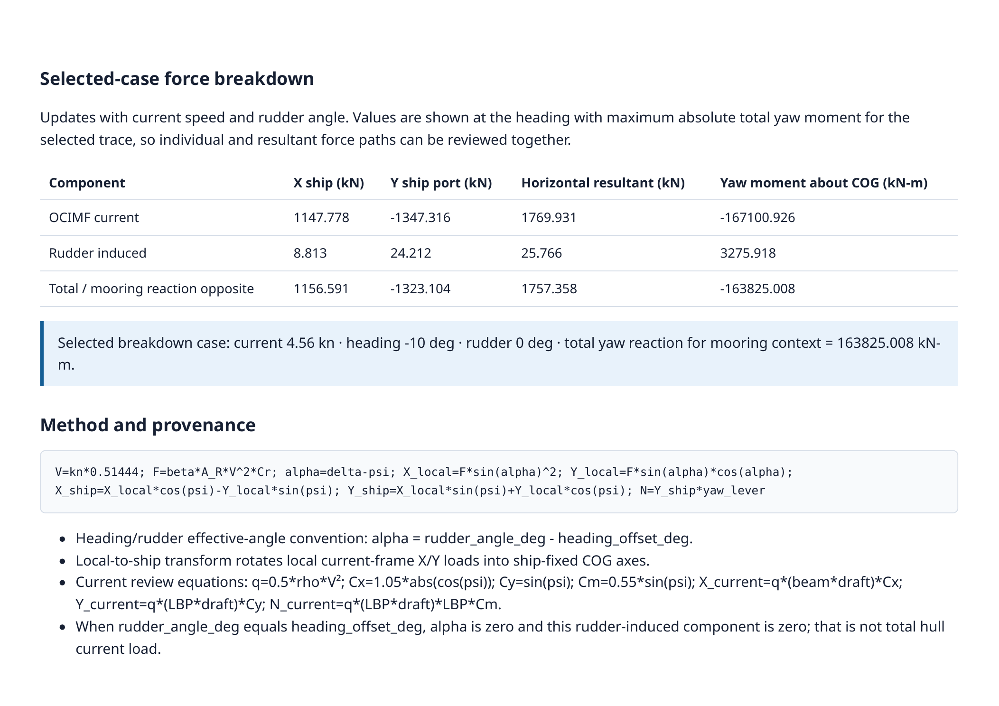 Selected-case force breakdown
Updates with current speed and rudder angle. Values are shown at the heading with maximum absolute total yaw moment for the
selected trace, so individual and resultant force paths can be reviewed together.
Component X ship (kN) Y ship port (kN) Horizontal resultant (kN) Yaw moment about COG (kN-m)
OCIMF current 1147.778 -1347.316 1769.931 -167100.926
Rudder induced 8.813 24.212 25.766 3275.918
Total / mooring reaction opposite 1156.591 -1323.104 1757.358 -163825.008
Selected breakdown case: current 4.56 kn · heading -10 deg · rudder 0 deg · total yaw reaction for mooring context = 163825.008 kN-
m.
Method and provenance
V=kn*0.51444; F=beta*A_R*V^2*Cr; alpha=delta-psi; X_local=F*sin(alpha)^2; Y_local=F*sin(alpha)*cos(alpha);
X_ship=X_local*cos(psi)-Y_local*sin(psi); Y_ship=X_local*sin(psi)+Y_local*cos(psi); N=Y_ship*yaw_lever
• Heading/rudder effective-angle convention: alpha = rudder_angle_deg - heading_offset_deg.
• Local-to-ship transform rotates local current-frame X/Y loads into ship-fixed COG axes.
• Current review equations: q=0.5*rho*V²; Cx=1.05*abs(cos(psi)); Cy=sin(psi); Cm=0.55*sin(psi); X_current=q*(beam*draft)*Cx;
Y_current=q*(LBP*draft)*Cy; N_current=q*(LBP*draft)*LBP*Cm.
• When rudder_angle_deg equals heading_offset_deg, alpha is zero and this rudder-induced component is zero; that is not total hull
current load.